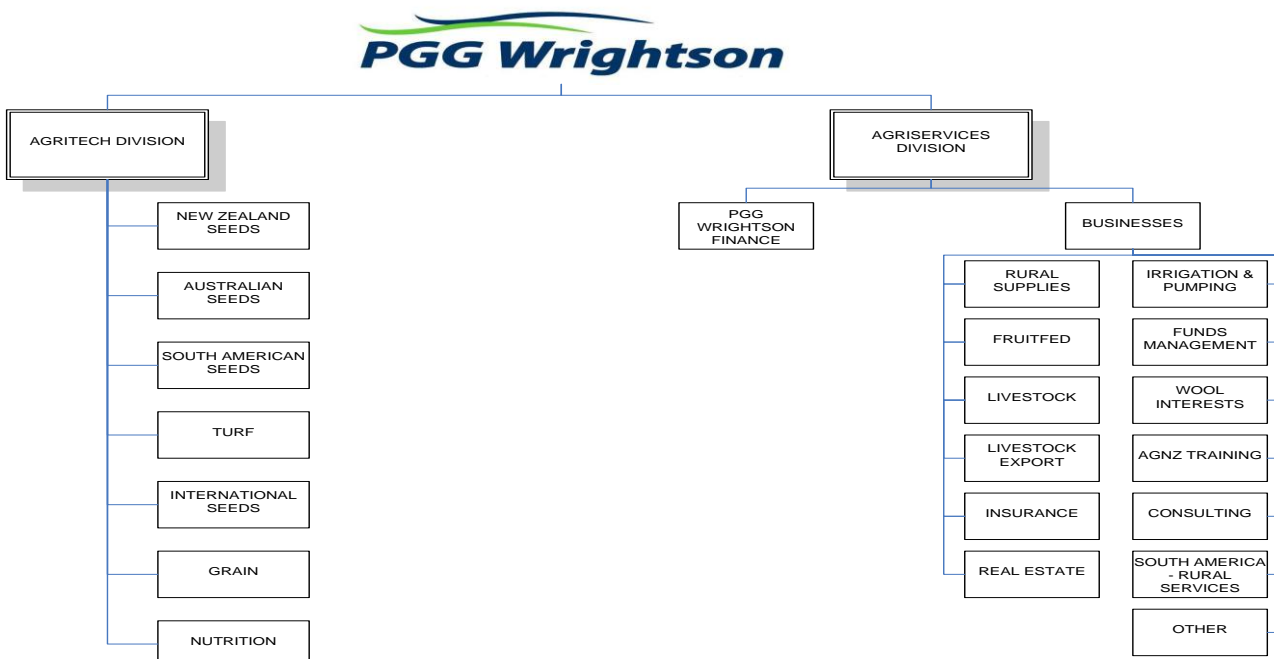 PGG Wrightson
AGRITECH DIVISION
AGRISERVICES
DIVISION
NEW ZEALAND
SEEDS
AUSTRALIAN
SEEDS
SOUTH AMERICAN
SEEDS
TURF
INTERNATIONAL
SEEDS
GRAIN
NUTRITION
PGG
WRIGHTSON
FINANCE
BUSINESSES
RURAL
SUPPLIES
FRUITFED
LIVESTOCK
LIVESTOCK
EXPORT
INSURANCE
REAL ESTATE
IRRIGATION &
PUMPING
FUNDS
MANAGEMENT
WOOL
INTERESTS
AGNZ TRAINING
CONSULTING
SOUTH AMERICA
- RURAL
SERVICES
OTHER